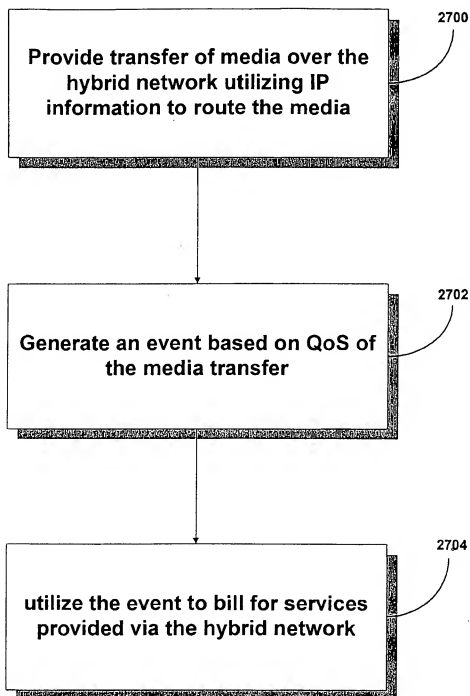 2700
Provide transfer of media over the
hybrid network utilizing IP
information to route the media
2702
Generate an event based on QoS of
the media transfer
2704
utilize the event to bill for services
provided via the hybrid network